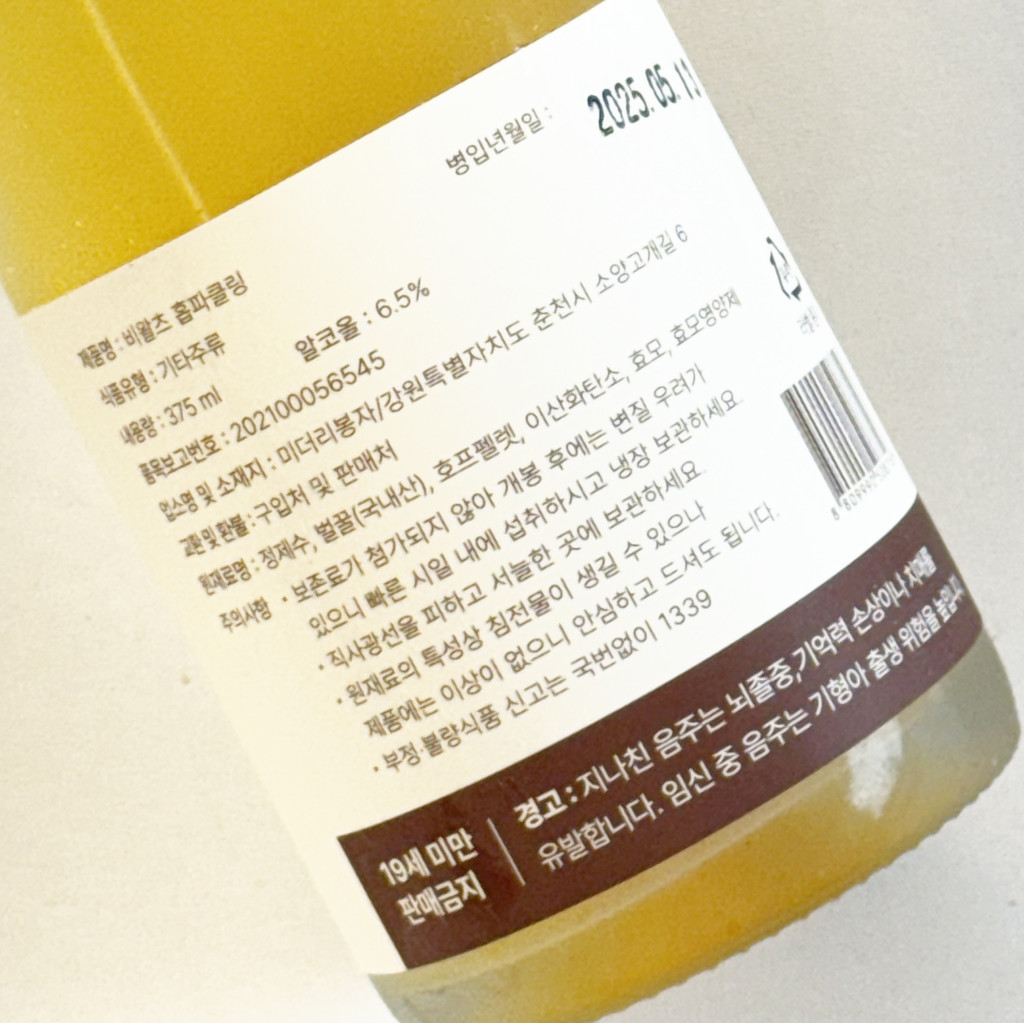 병입년월일 : 2025.05.13
제품명 : 비왈츠 홉파클링
식품유형 : 기타주류 알코올 : 6.5%
내용량 : 375 ml
품목보고번호 : 202100056545
업소명 및 소재지 : 미더리봉자/강원특별자치도 춘천시 소양고개길 6
교환 및 환불 : 구입처 및 판매처
원재료명 : 정제수, 벌꿀(국내산), 호프펠렛, 이산화탄소, 효모, 효모영양제
주의사항 · 보존료가 첨가되지 않아 개봉 후에는 변질 우려가
있으니 빠른 시일 내에 섭취하시고 냉장 보관하세요.
· 직사광선을 피하고 서늘한 곳에 보관하세요.
· 원재료의 특성상 침전물이 생길 수 있으나
제품에는 이상이 없으니 안심하고 드셔도 됩니다.
· 부정·불량식품 신고는 국번없이 1339
19세 미만
판매금지
경고 : 지나친 음주는 뇌졸중, 기억력 손상이나 치매를
유발합니다. 임신 중 음주는 기형아 출생 위험을 높입니다